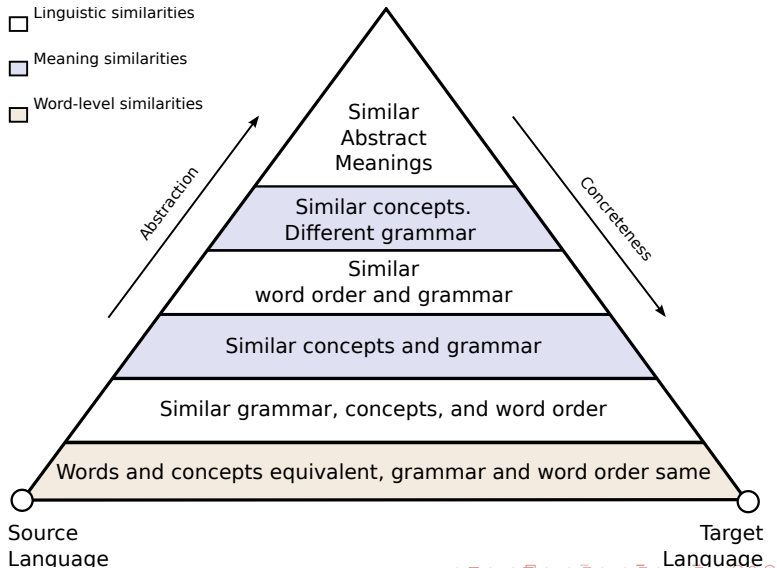 Linguistic similarities
Meaning similarities
Word-level similarities
Similar
Abstract
Meanings
Abstraction
Concreteness
Similar concepts.
Different grammar
Similar
word order and grammar
Similar concepts and grammar
Similar grammar, concepts, and word order
Words and concepts equivalent, grammar and word order same
Source
Language
Target
Language